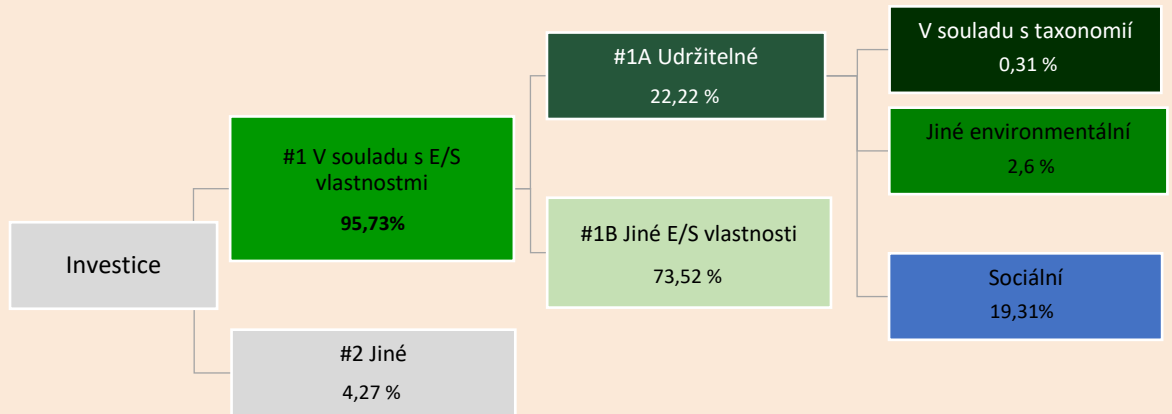 Investice
#1 V souladu s E/S
vlastnostmi
95,73%
#2 Jiné
4,27 %
#1A Udržitelné
22,22 %
#1B Jiné E/S vlastnosti
73,52 %
V souladu s taxonomií
0,31 %
Jiné environmentální
2,6 %
Sociální
19,31%